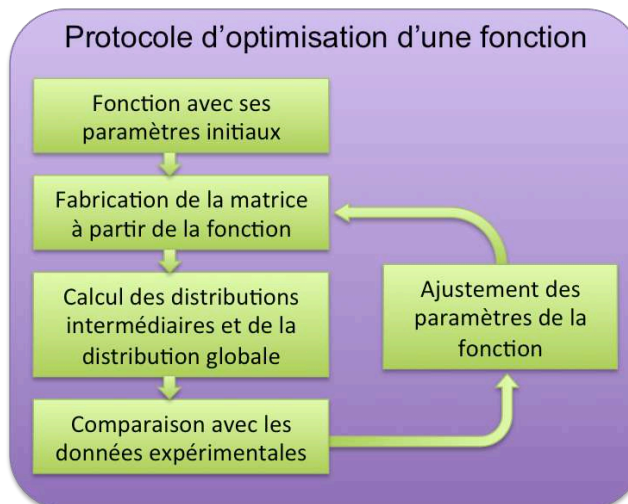 Protocole d’optimisation d’une fonction
Fonction avec ses
paramètres initiaux
Fabrication de la matrice
à partir de la fonction
Calcul des distributions
intermédiaires et de la
distribution globale
Comparaison avec les
données expérimentales
Ajustement des
paramètres de la
fonction